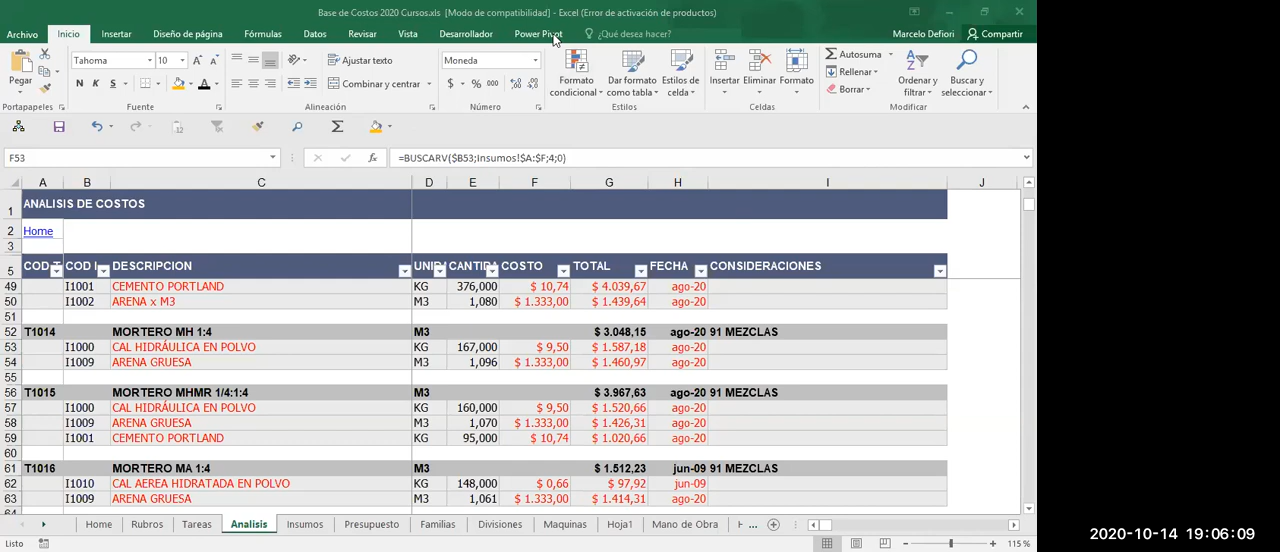 Base de Costos 2020 Cursos.xls [Modo de compatibilidad] - Excel (Error de activación de productos)
Archivo Inicio Insertar Diseño de página Fórmulas Datos Revisar Vista Desarrollador Power Pivot ¿Qué desea hacer? Marcelo Defiori Compartir
Pegar Tahoma 10 Ajustar texto Moneda Formato condicional Dar formato como tabla Estilos de celda Insertar Eliminar Formato Autosuma Ordenar y filtrar Buscar y seleccionar
N K S Combinar y centrar $ % 000 Rellenar
Borrar
Portapapeles Fuente Alineación Número Estilos Celdas Modificar
F53 fx =BUSCARV($B53;Insumos!$A:$F;4;0)
A B C D E F G H I J
1 ANALISIS DE COSTOS
2 Home
3
5 COD T COD I DESCRIPCION UNID CANTIDA COSTO TOTAL FECHA CONSIDERACIONES
49 I1001 CEMENTO PORTLAND KG 376,000 $ 10,74 $ 4.039,67 ago-20
50 I1002 ARENA x M3 M3 1,080 $ 1.333,00 $ 1.439,64 ago-20
51
52 T1014 MORTERO MH 1:4 M3 $ 3.048,15 ago-20 91 MEZCLAS
53 I1000 CAL HIDRÁULICA EN POLVO KG 167,000 $ 9,50 $ 1.587,18 ago-20
54 I1009 ARENA GRUESA M3 1,096 $ 1.333,00 $ 1.460,97 ago-20
55
56 T1015 MORTERO MHMR 1/4:1:4 M3 $ 3.967,63 ago-20 91 MEZCLAS
57 I1000 CAL HIDRÁULICA EN POLVO KG 160,000 $ 9,50 $ 1.520,66 ago-20
58 I1009 ARENA GRUESA M3 1,070 $ 1.333,00 $ 1.426,31 ago-20
59 I1001 CEMENTO PORTLAND KG 95,000 $ 10,74 $ 1.020,66 ago-20
60
61 T1016 MORTERO MA 1:4 M3 $ 1.512,23 jun-09 91 MEZCLAS
62 I1010 CAL AEREA HIDRATADA EN POLVO KG 148,000 $ 0,66 $ 97,92 jun-09
63 I1009 ARENA GRUESA M3 1,061 $ 1.333,00 $ 1.414,31 ago-20
64
Home Rubros Tareas Analisis Insumos Presupuesto Familias Divisiones Maquinas Hoja1 Mano de Obra ...
Listo 115 %
2020-10-14 19:06:09